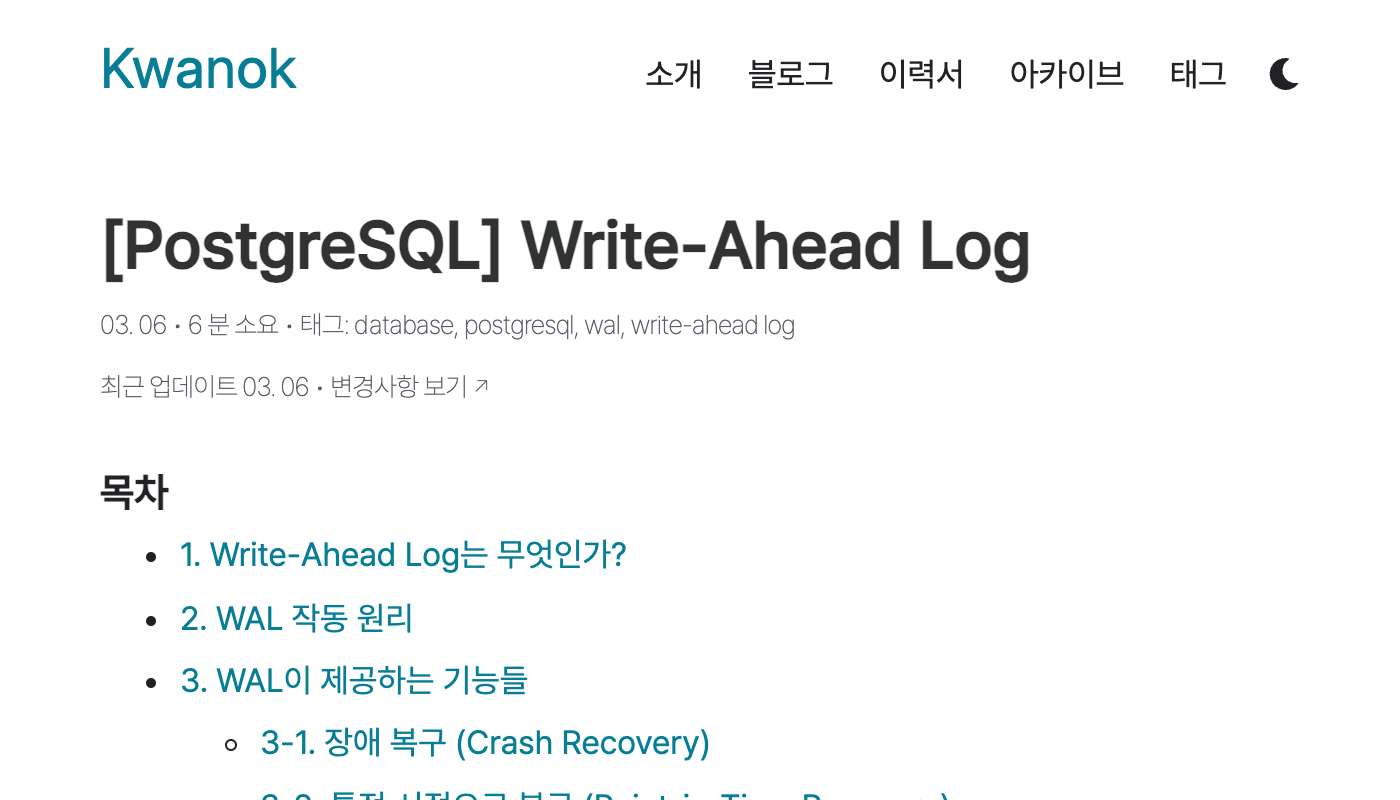 Kwanok
소개 블로그 이력서 아카이브 태그
[PostgreSQL] Write-Ahead Log
03. 06 • 6 분 소요 • 태그: database, postgresql, wal, write-ahead log
최근 업데이트 03. 06 • 변경사항 보기 ↗
목차
1. Write-Ahead Log는 무엇인가?
2. WAL 작동 원리
3. WAL이 제공하는 기능들
3-1. 장애 복구 (Crash Recovery)